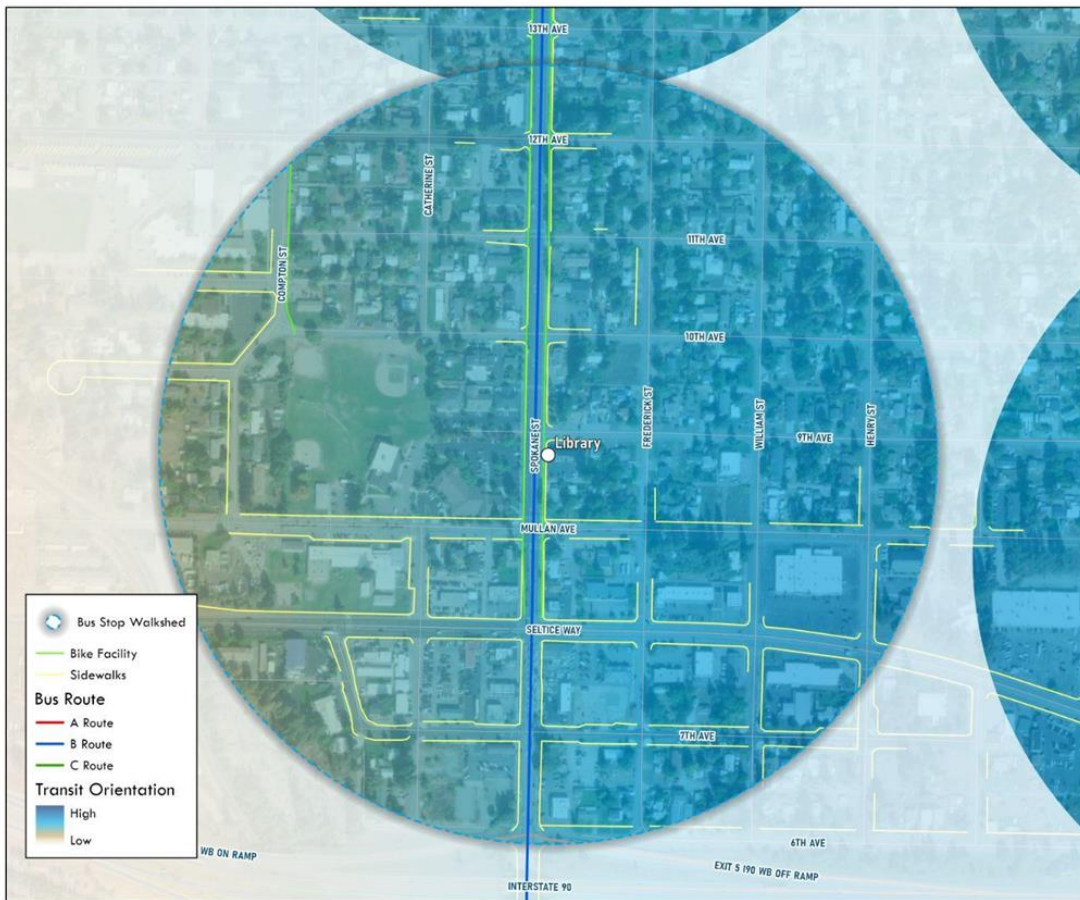 13TH AVE
12TH AVE
CATHERINE ST
11TH AVE
COMPTON ST
10TH AVE
FREDERICK ST
WILLIAM ST
HENRY ST
SPOKANE ST
9TH AVE
Library
MULLAN AVE
SELTICE WAY
7TH AVE
6TH AVE
WB ON RAMP
EXIT 5 I90 WB OFF RAMP
INTERSTATE 90
Bus Stop Walkshed
Bike Facility
Sidewalks
Bus Route
A Route
B Route
C Route
Transit Orientation
High
Low